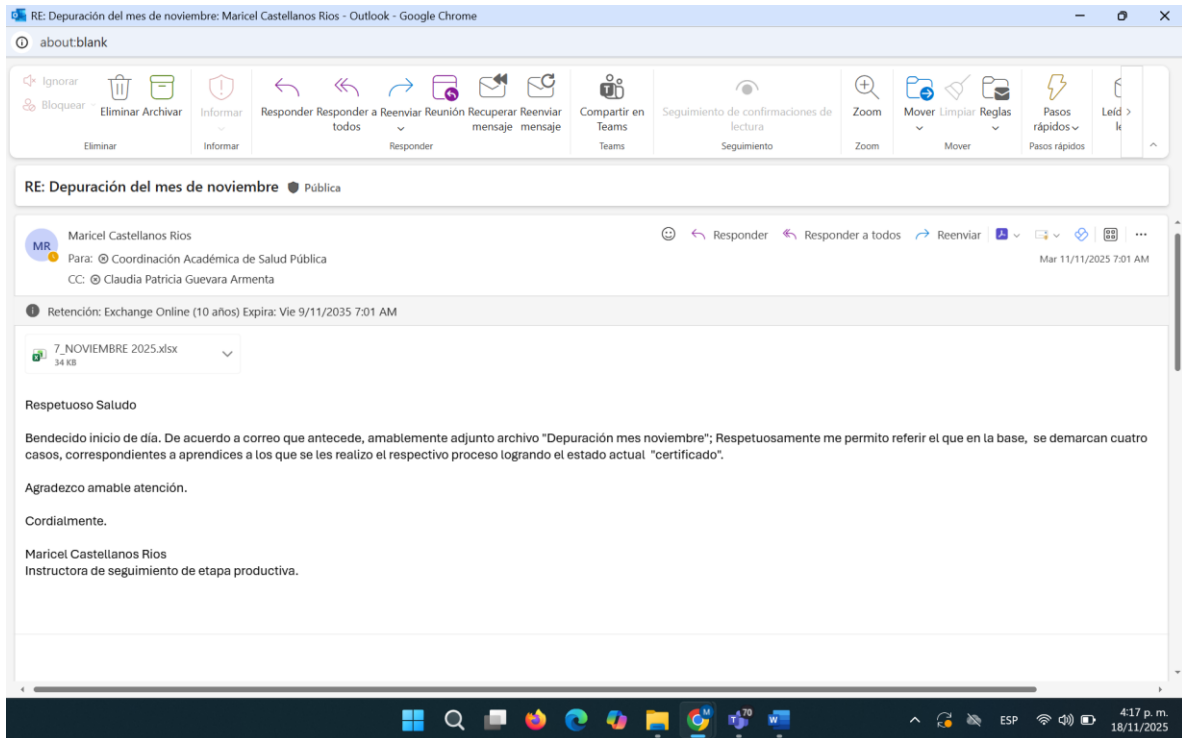 RE: Depuración del mes de noviembre: Maricel Castellanos Rios - Outlook - Google Chrome
about:blank
Ignorar
Bloquear
Eliminar Archivar
Eliminar
Informar
Informar
Responder Responder a todos Reenviar Reunión Recuperar mensaje Reenviar mensaje
Responder
Compartir en Teams
Teams
Seguimiento de confirmaciones de lectura
Seguimiento
Zoom
Zoom
Mover Limpiar Reglas
Mover
Pasos rápidos
Pasos rápidos
RE: Depuración del mes de noviembre Pública
MR
Maricel Castellanos Rios
Responder Responder a todos Reenviar
Para: Coordinación Académica de Salud Pública
Mar 11/11/2025 7:01 AM
CC: Claudia Patricia Guevara Armenta
Retención: Exchange Online (10 años) Expira: Vie 9/11/2035 7:01 AM
7_NOVIEMBRE 2025.xlsx
34 KB
Respetuoso Saludo
Bendecido inicio de día. De acuerdo a correo que antecede, amablemente adjunto archivo "Depuración mes noviembre"; Respetuosamente me permito referir el que en la base, se demarcan cuatro
casos, correspondientes a aprendices a los que se les realizo el respectivo proceso logrando el estado actual "certificado".
Agradezco amable atención.
Cordialmente.
Maricel Castellanos Rios
Instructora de seguimiento de etapa productiva.
70
ESP
4:17 p. m.
18/11/2025